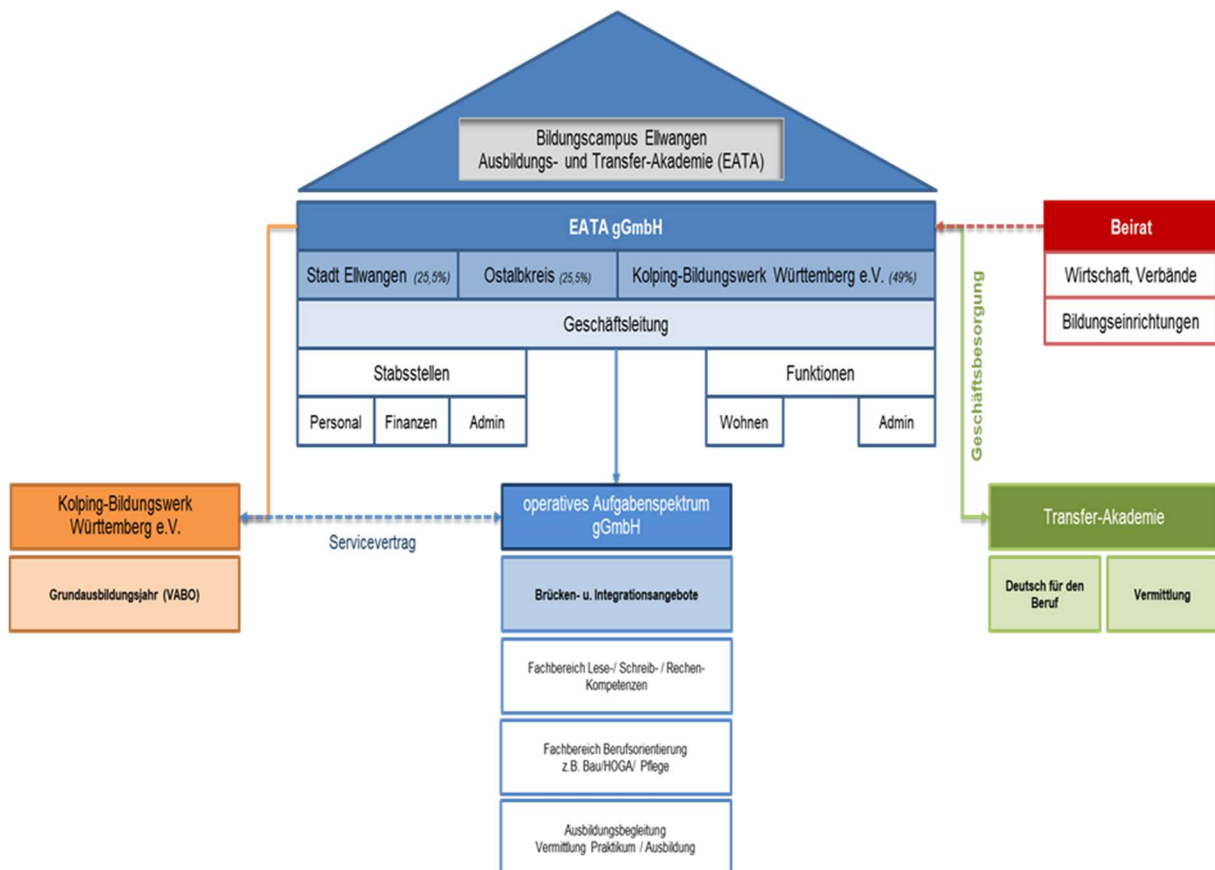 Bildungscampus Ellwangen
Ausbildungs- und Transfer-Akademie (EATA)
EATA gGmbH
Stadt Ellwangen (25,5%)
Ostalbkreis (25,5%)
Kolping-Bildungswerk Württemberg e.V. (49%)
Geschäftsleitung
Stabsstellen
Personal
Finanzen
Admin
Funktionen
Wohnen
Admin
Beirat
Wirtschaft, Verbände
Bildungseinrichtungen
Geschäftsbesorgung
Kolping-Bildungswerk
Württemberg e.V.
Grundausbildungsjahr (VABO)
Servicevertrag
operatives Aufgabenspektrum
gGmbH
Brücken- u. Integrationsangebote
Fachbereich Lese-/ Schreib- / Rechen-
Kompetenzen
Fachbereich Berufsorientierung
z.B. Bau/HOGA/ Pflege
Ausbildungsbegleitung
Vermittlung Praktikum / Ausbildung
Transfer-Akademie
Deutsch für den
Beruf
Vermittlung